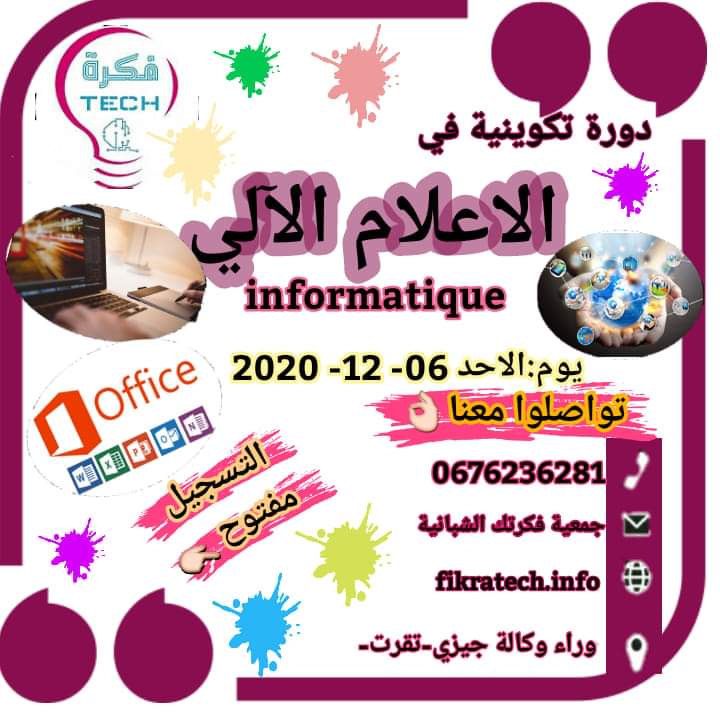 فكرة
TECH
دورة تكوينية في
الاعلام الآلي
informatique
يوم:الاحد 06- 12- 2020
تواصلوا معنا
Office
W X P O N
التسجيل
مفتوح
0676236281
جمعية فكرتك الشبانية
fikratech.info
وراء وكالة جيزي-تقرت-